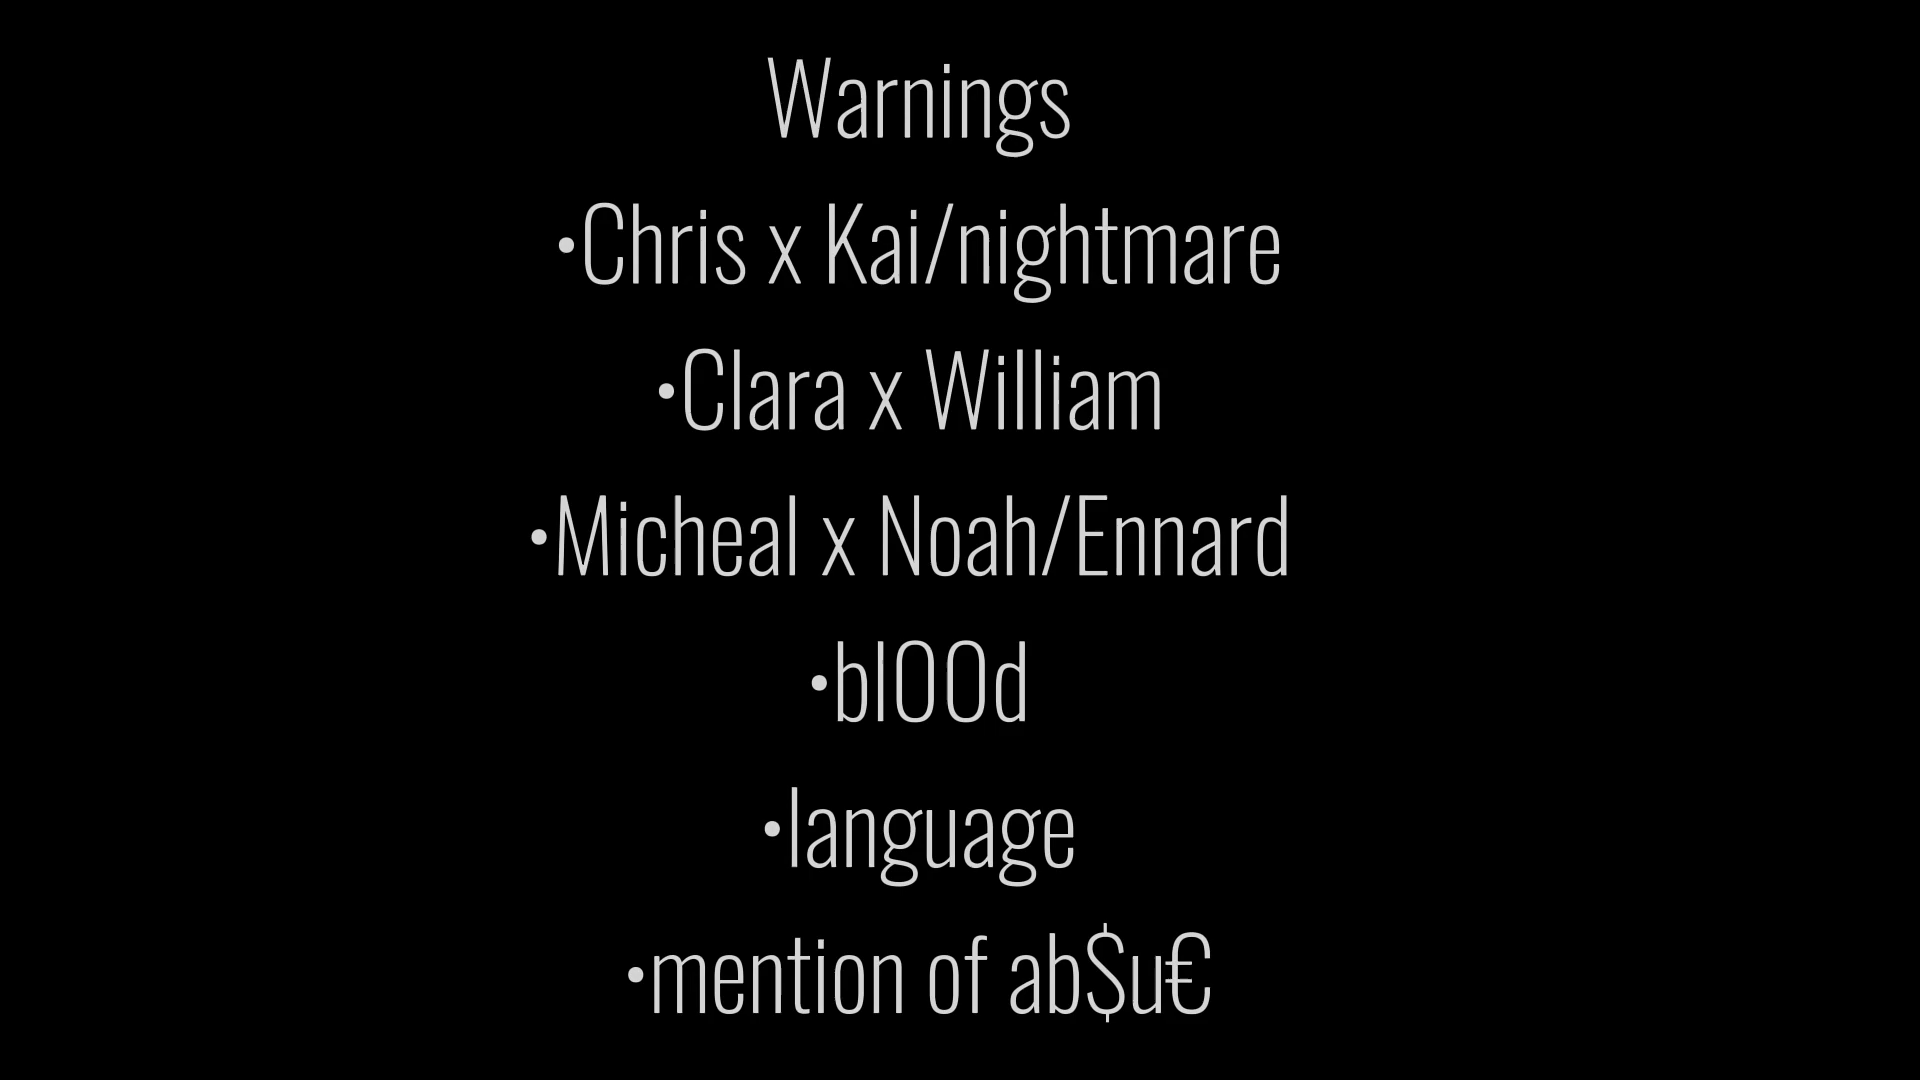 Warnings
•Chris x Kai/nightmare
•Clara x William
•Micheal x Noah/Ennard
•blOOd
•language
•mention of ab$u€